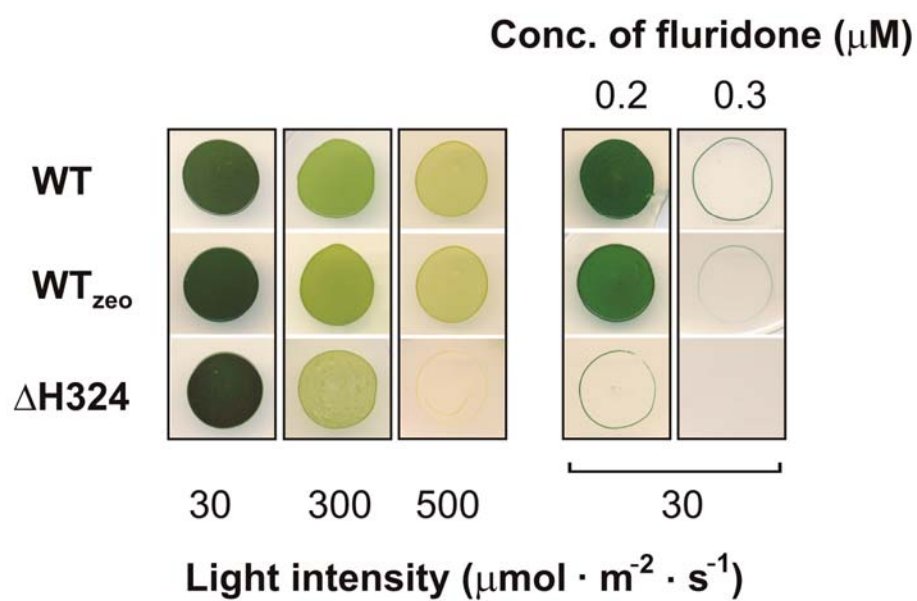 Conc. of fluridone (μM)
0.2 0.3
WT
WTzeo
ΔH324
30 300 500 30
Light intensity (μmol · m⁻² · s⁻¹)